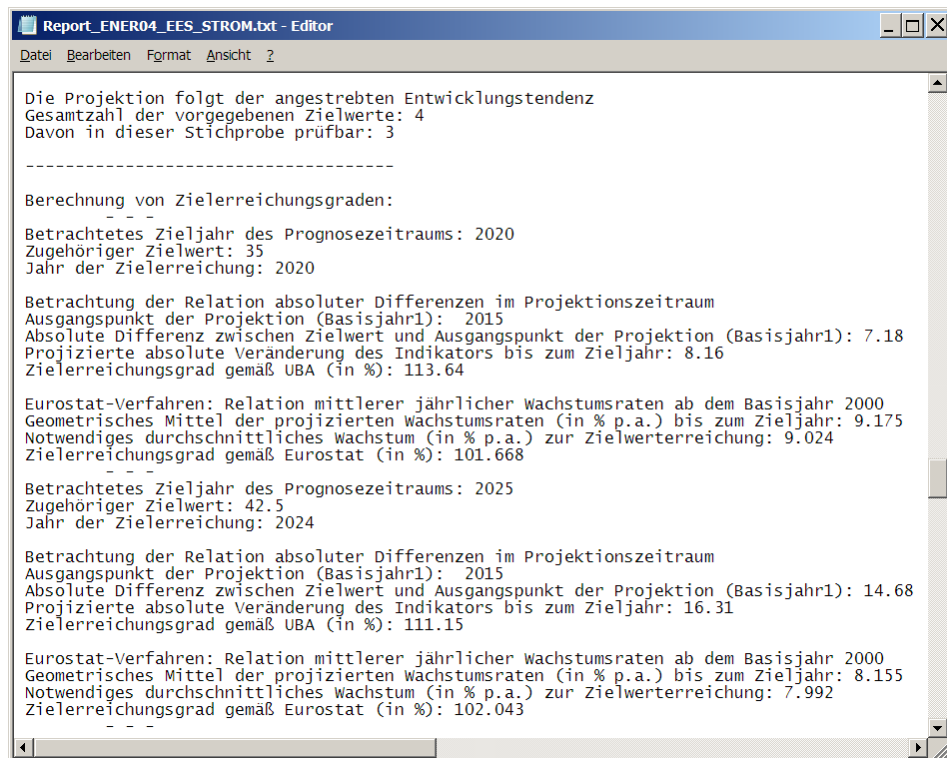 Report_ENER04_EES_STROM.txt - Editor
Datei Bearbeiten Format Ansicht ?
Die Projektion folgt der angestrebten Entwicklungstendenz
Gesamtzahl der vorgegebenen Zielwerte: 4
Davon in dieser Stichprobe prüfbar: 3
-------------------------------------
Berechnung von Zielerreichungsgraden:
- - -
Betrachtetes Zieljahr des Prognosezeitraums: 2020
Zugehöriger Zielwert: 35
Jahr der Zielerreichung: 2020
Betrachtung der Relation absoluter Differenzen im Projektionszeitraum
Ausgangspunkt der Projektion (Basisjahr1):  2015
Absolute Differenz zwischen Zielwert und Ausgangspunkt der Projektion (Basisjahr1): 7.18
Projizierte absolute Veränderung des Indikators bis zum Zieljahr: 8.16
Zielerreichungsgrad gemäß UBA (in %): 113.64
Eurostat-Verfahren: Relation mittlerer jährlicher Wachstumsraten ab dem Basisjahr 2000
Geometrisches Mittel der projizierten Wachstumsraten (in % p.a.) bis zum Zieljahr: 9.175
Notwendiges durchschnittliches Wachstum (in % p.a.) zur Zielwerterreichung: 9.024
Zielerreichungsgrad gemäß Eurostat (in %): 101.668
- - -
Betrachtetes Zieljahr des Prognosezeitraums: 2025
Zugehöriger Zielwert: 42.5
Jahr der Zielerreichung: 2024
Betrachtung der Relation absoluter Differenzen im Projektionszeitraum
Ausgangspunkt der Projektion (Basisjahr1):  2015
Absolute Differenz zwischen Zielwert und Ausgangspunkt der Projektion (Basisjahr1): 14.68
Projizierte absolute Veränderung des Indikators bis zum Zieljahr: 16.31
Zielerreichungsgrad gemäß UBA (in %): 111.15
Eurostat-Verfahren: Relation mittlerer jährlicher Wachstumsraten ab dem Basisjahr 2000
Geometrisches Mittel der projizierten Wachstumsraten (in % p.a.) bis zum Zieljahr: 8.155
Notwendiges durchschnittliches Wachstum (in % p.a.) zur Zielwerterreichung: 7.992
Zielerreichungsgrad gemäß Eurostat (in %): 102.043
- - -